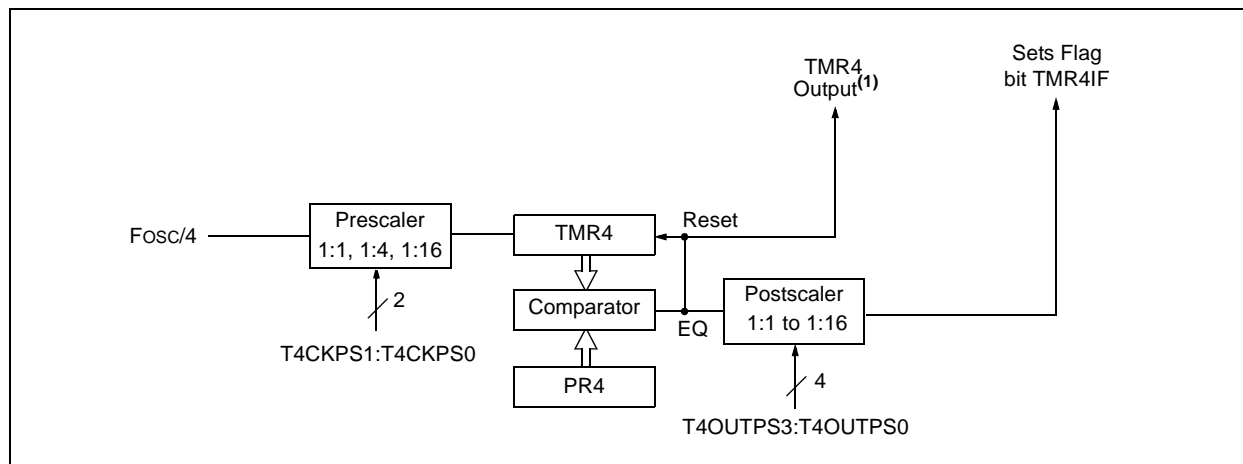 TMR4
Output(1)
Sets Flag
bit TMR4IF
FOSC/4
Prescaler
1:1, 1:4, 1:16
2
T4CKPS1:T4CKPS0
TMR4
Reset
Comparator
EQ
PR4
Postscaler
1:1 to 1:16
4
T4OUTPS3:T4OUTPS0